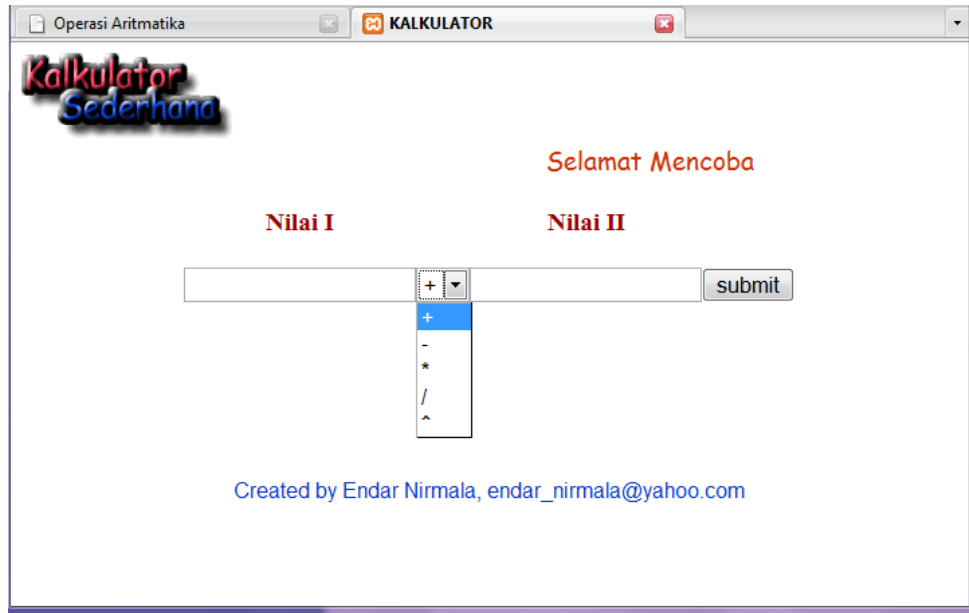 Operasi Aritmatika
KALKULATOR
Kalkulator
Sederhana
Selamat Mencoba
Nilai I Nilai II
+ submit
+
-
*
/
^
Created by Endar Nirmala, endar_nirmala@yahoo.com